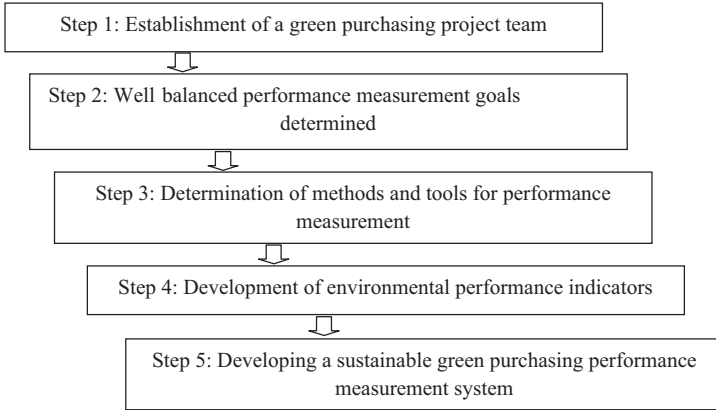 Step 1: Establishment of a green purchasing project team
Step 2: Well balanced performance measurement goals
determined
Step 3: Determination of methods and tools for performance
measurement
Step 4: Development of environmental performance indicators
Step 5: Developing a sustainable green purchasing performance
measurement system